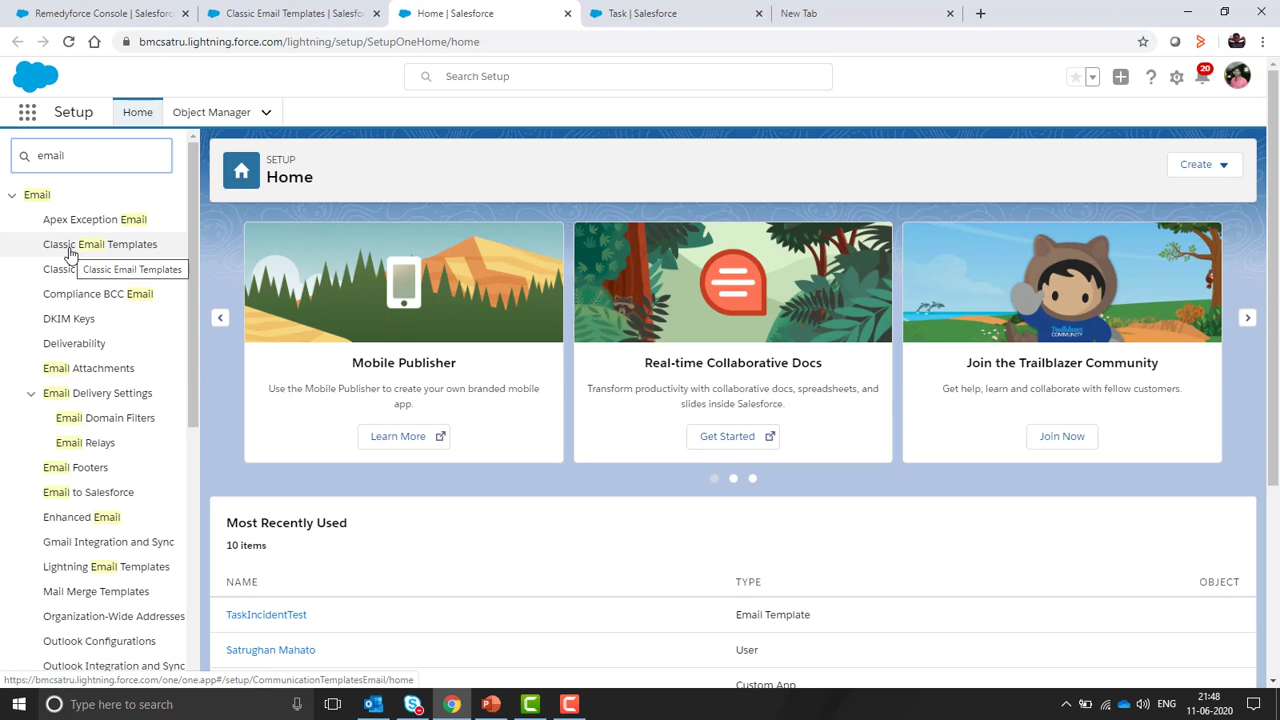 Remedyforce Console | Salesforc
Classic Email Templates | Salesfo
Home | Salesforce
Task | Salesforce
New Tab
bmcsatru.lightning.force.com/lightning/setup/SetupOneHome/home
Search Setup
20
Setup
Home
Object Manager
email
SETUP
Home
Create
Email
Apex Exception Email
Classic Email Templates
Classic
Classic Email Templates
Compliance BCC Email
DKIM Keys
Deliverability
Email Attachments
Email Delivery Settings
Email Domain Filters
Email Relays
Email Footers
Email to Salesforce
Enhanced Email
Gmail Integration and Sync
Lightning Email Templates
Mail Merge Templates
Organization-Wide Addresses
Outlook Configurations
Outlook Integration and Sync
TRAILBLAZER
COMMUNITY
Mobile Publisher
Use the Mobile Publisher to create your own branded mobile
app.
Learn More
Real-time Collaborative Docs
Transform productivity with collaborative docs, spreadsheets, and
slides inside Salesforce.
Get Started
Join the Trailblazer Community
Get help, learn and collaborate with fellow customers.
Join Now
Most Recently Used
10 items
NAME
TYPE
OBJECT
TaskIncidentTest
Email Template
Satrughan Mahato
User
Custom App
https://bmcsatru.lightning.force.com/one/one.app#/setup/CommunicationTemplatesEmail/home
Type here to search
ENG
21:48
11-06-2020